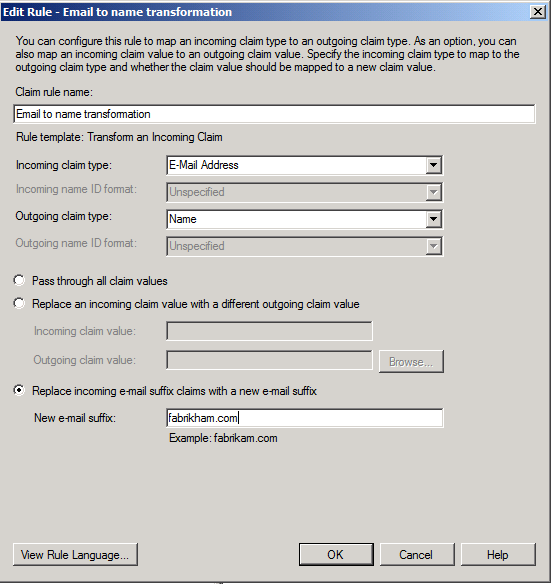 Edit Rule - Email to name transformation
You can configure this rule to map an incoming claim type to an outgoing claim type. As an option, you can
also map an incoming claim value to an outgoing claim value. Specify the incoming claim type to map to the
outgoing claim type and whether the claim value should be mapped to a new claim value.
Claim rule name:
Email to name transformation
Rule template: Transform an Incoming Claim
Incoming claim type: E-Mail Address
Incoming name ID format: Unspecified
Outgoing claim type: Name
Outgoing name ID format: Unspecified
Pass through all claim values
Replace an incoming claim value with a different outgoing claim value
Incoming claim value:
Outgoing claim value: Browse...
Replace incoming e-mail suffix claims with a new e-mail suffix
New e-mail suffix: fabrikham.com
Example: fabrikam.com
View Rule Language... OK Cancel Help